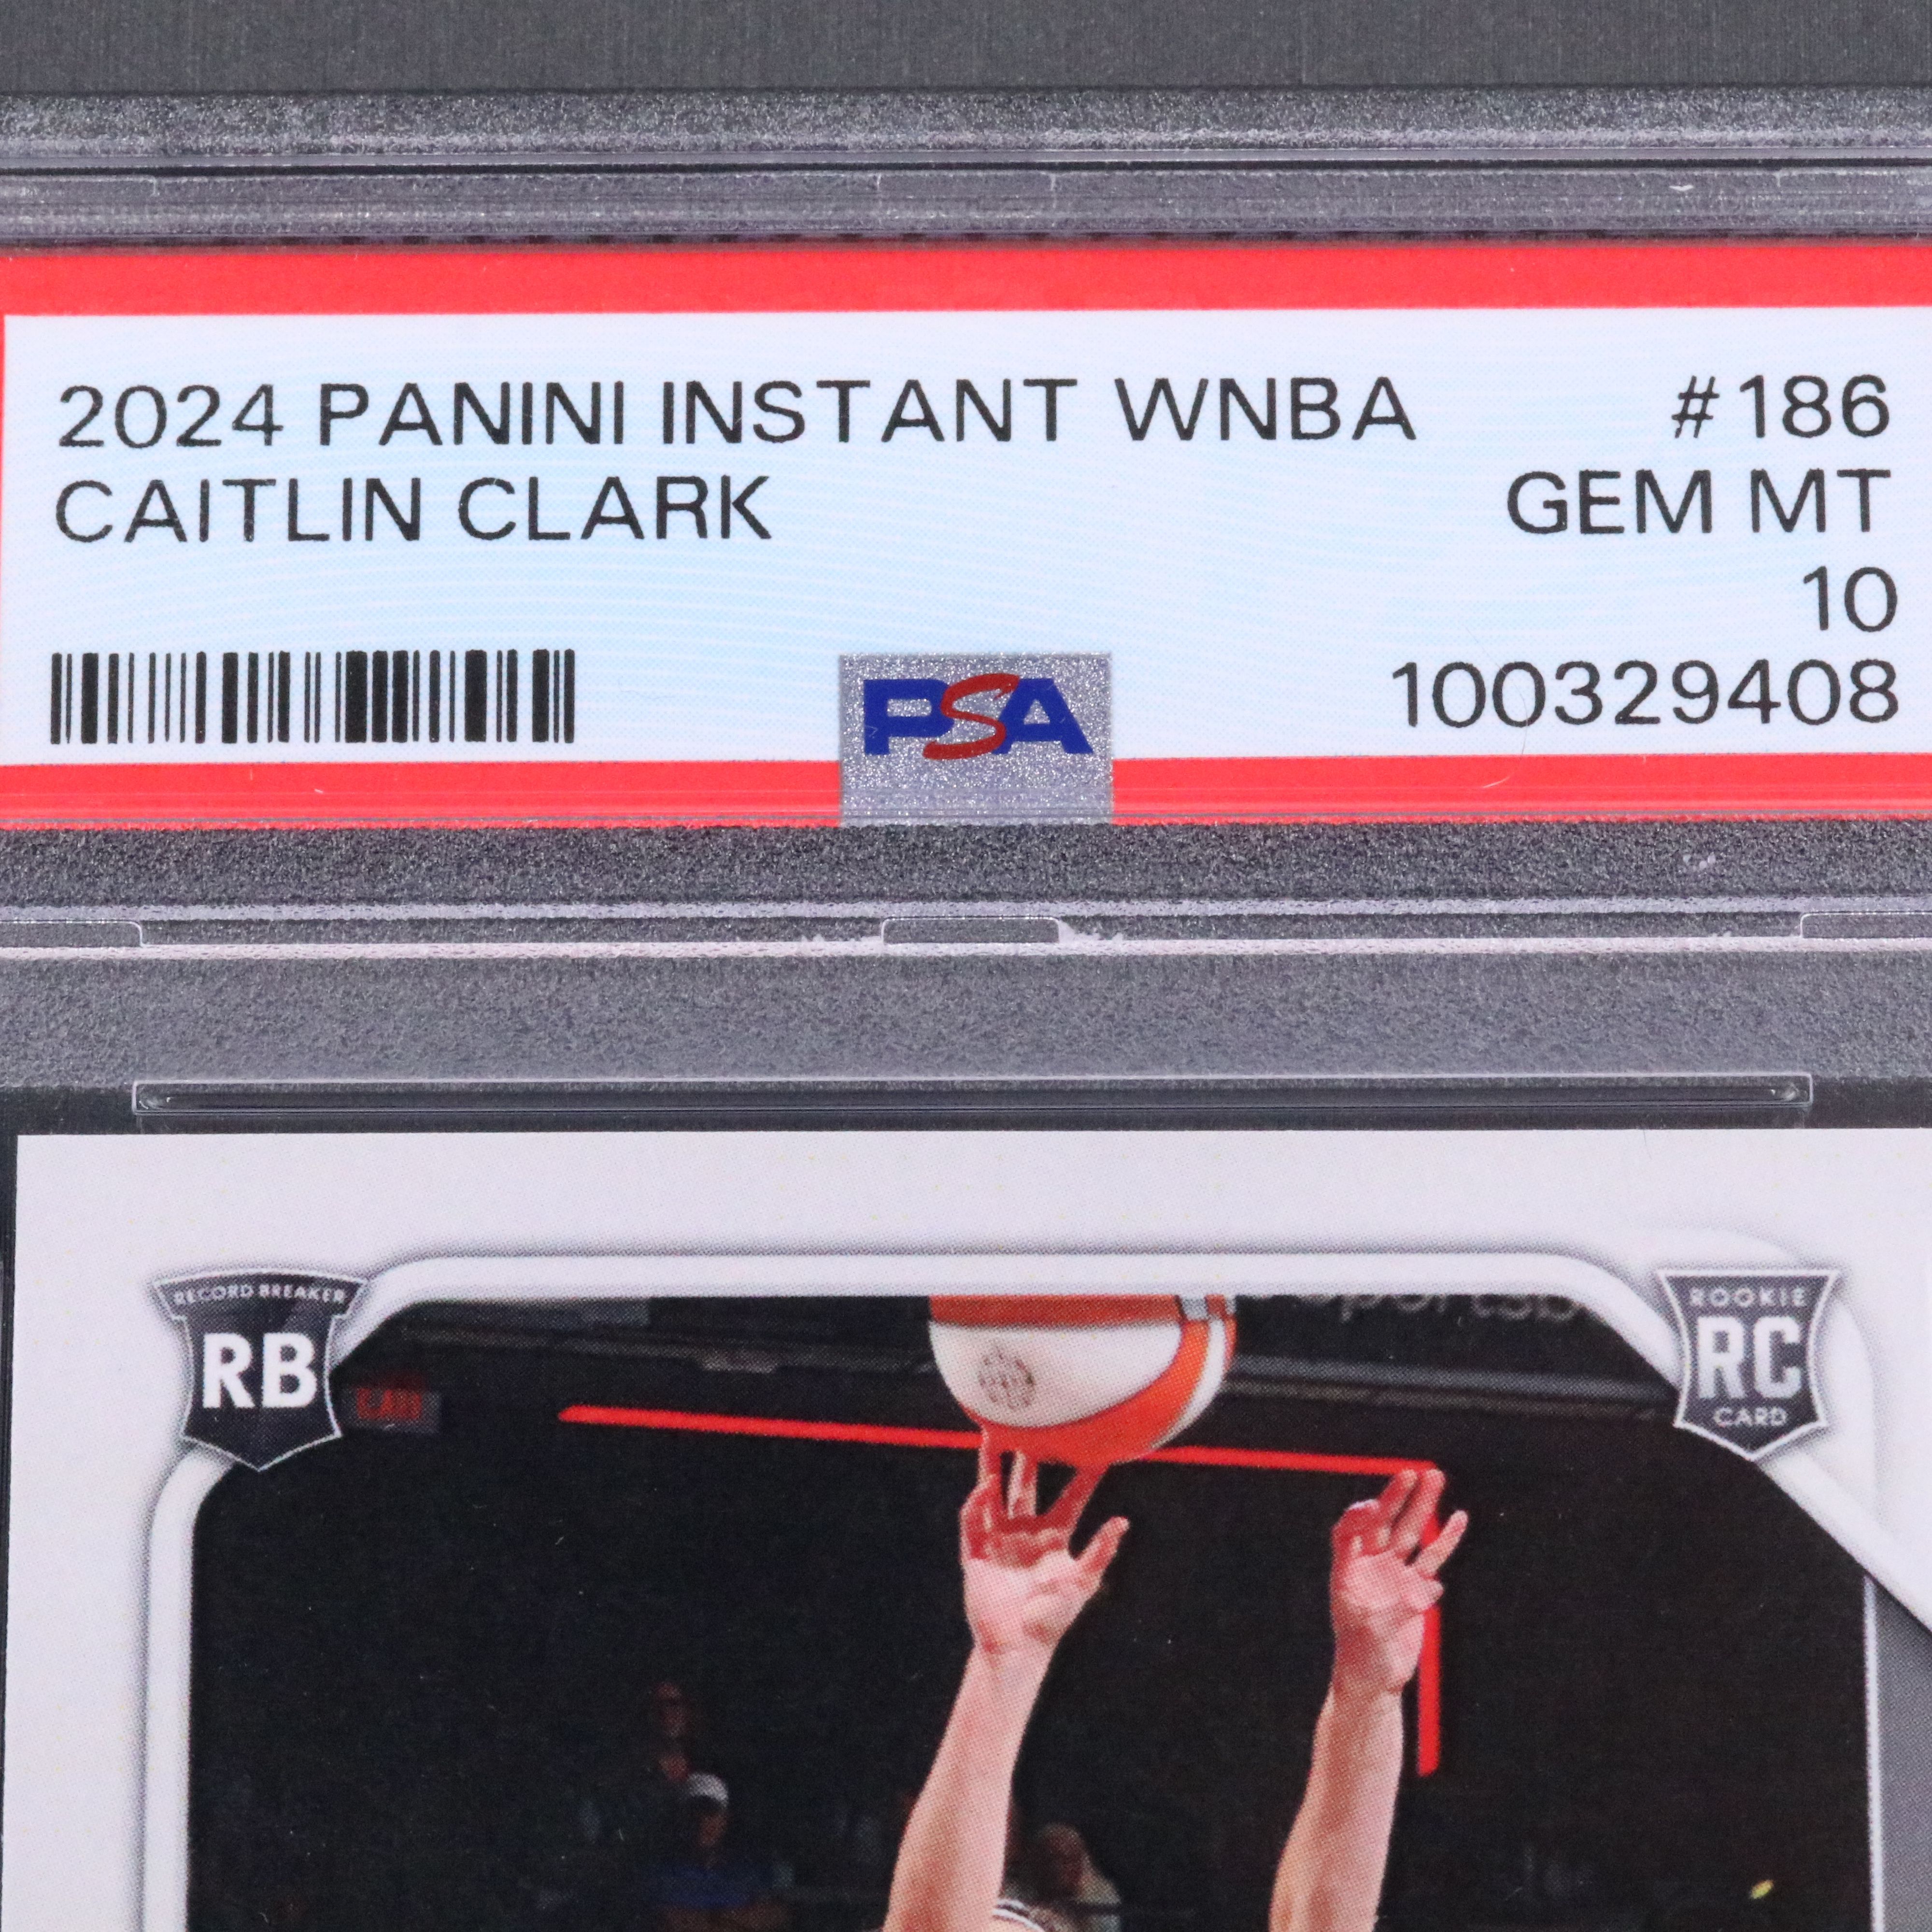 2024 PANINI INSTANT WNBA #186
CAITLIN CLARK GEM MT
10
PSA 100329408
RECORD BREAKER
RB
ROOKIE
RC
CARD